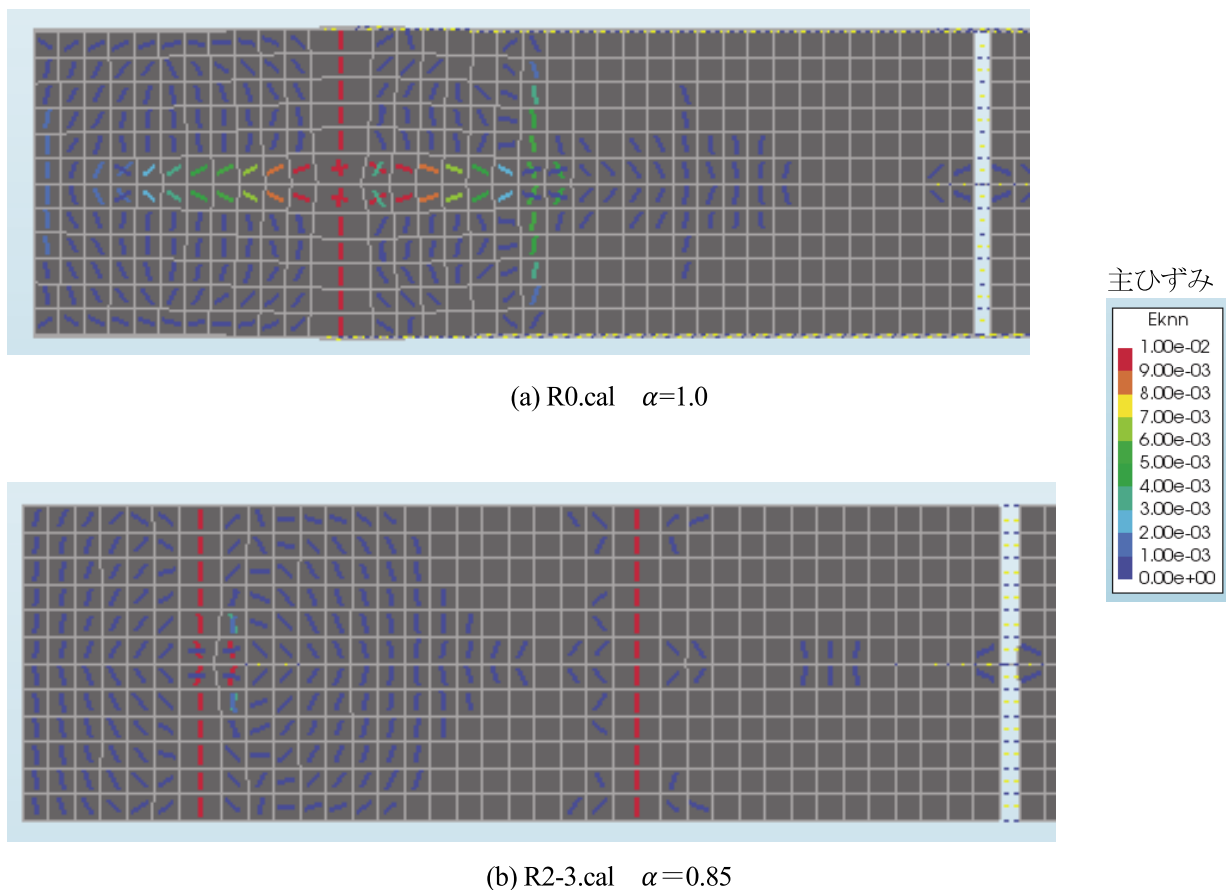 主ひずみ
Eknn
1.00e-02
9.00e-03
8.00e-03
7.00e-03
6.00e-03
5.00e-03
4.00e-03
3.00e-03
2.00e-03
1.00e-03
0.00e+00
(a) R0.cal α=1.0
(b) R2-3.cal α＝0.85